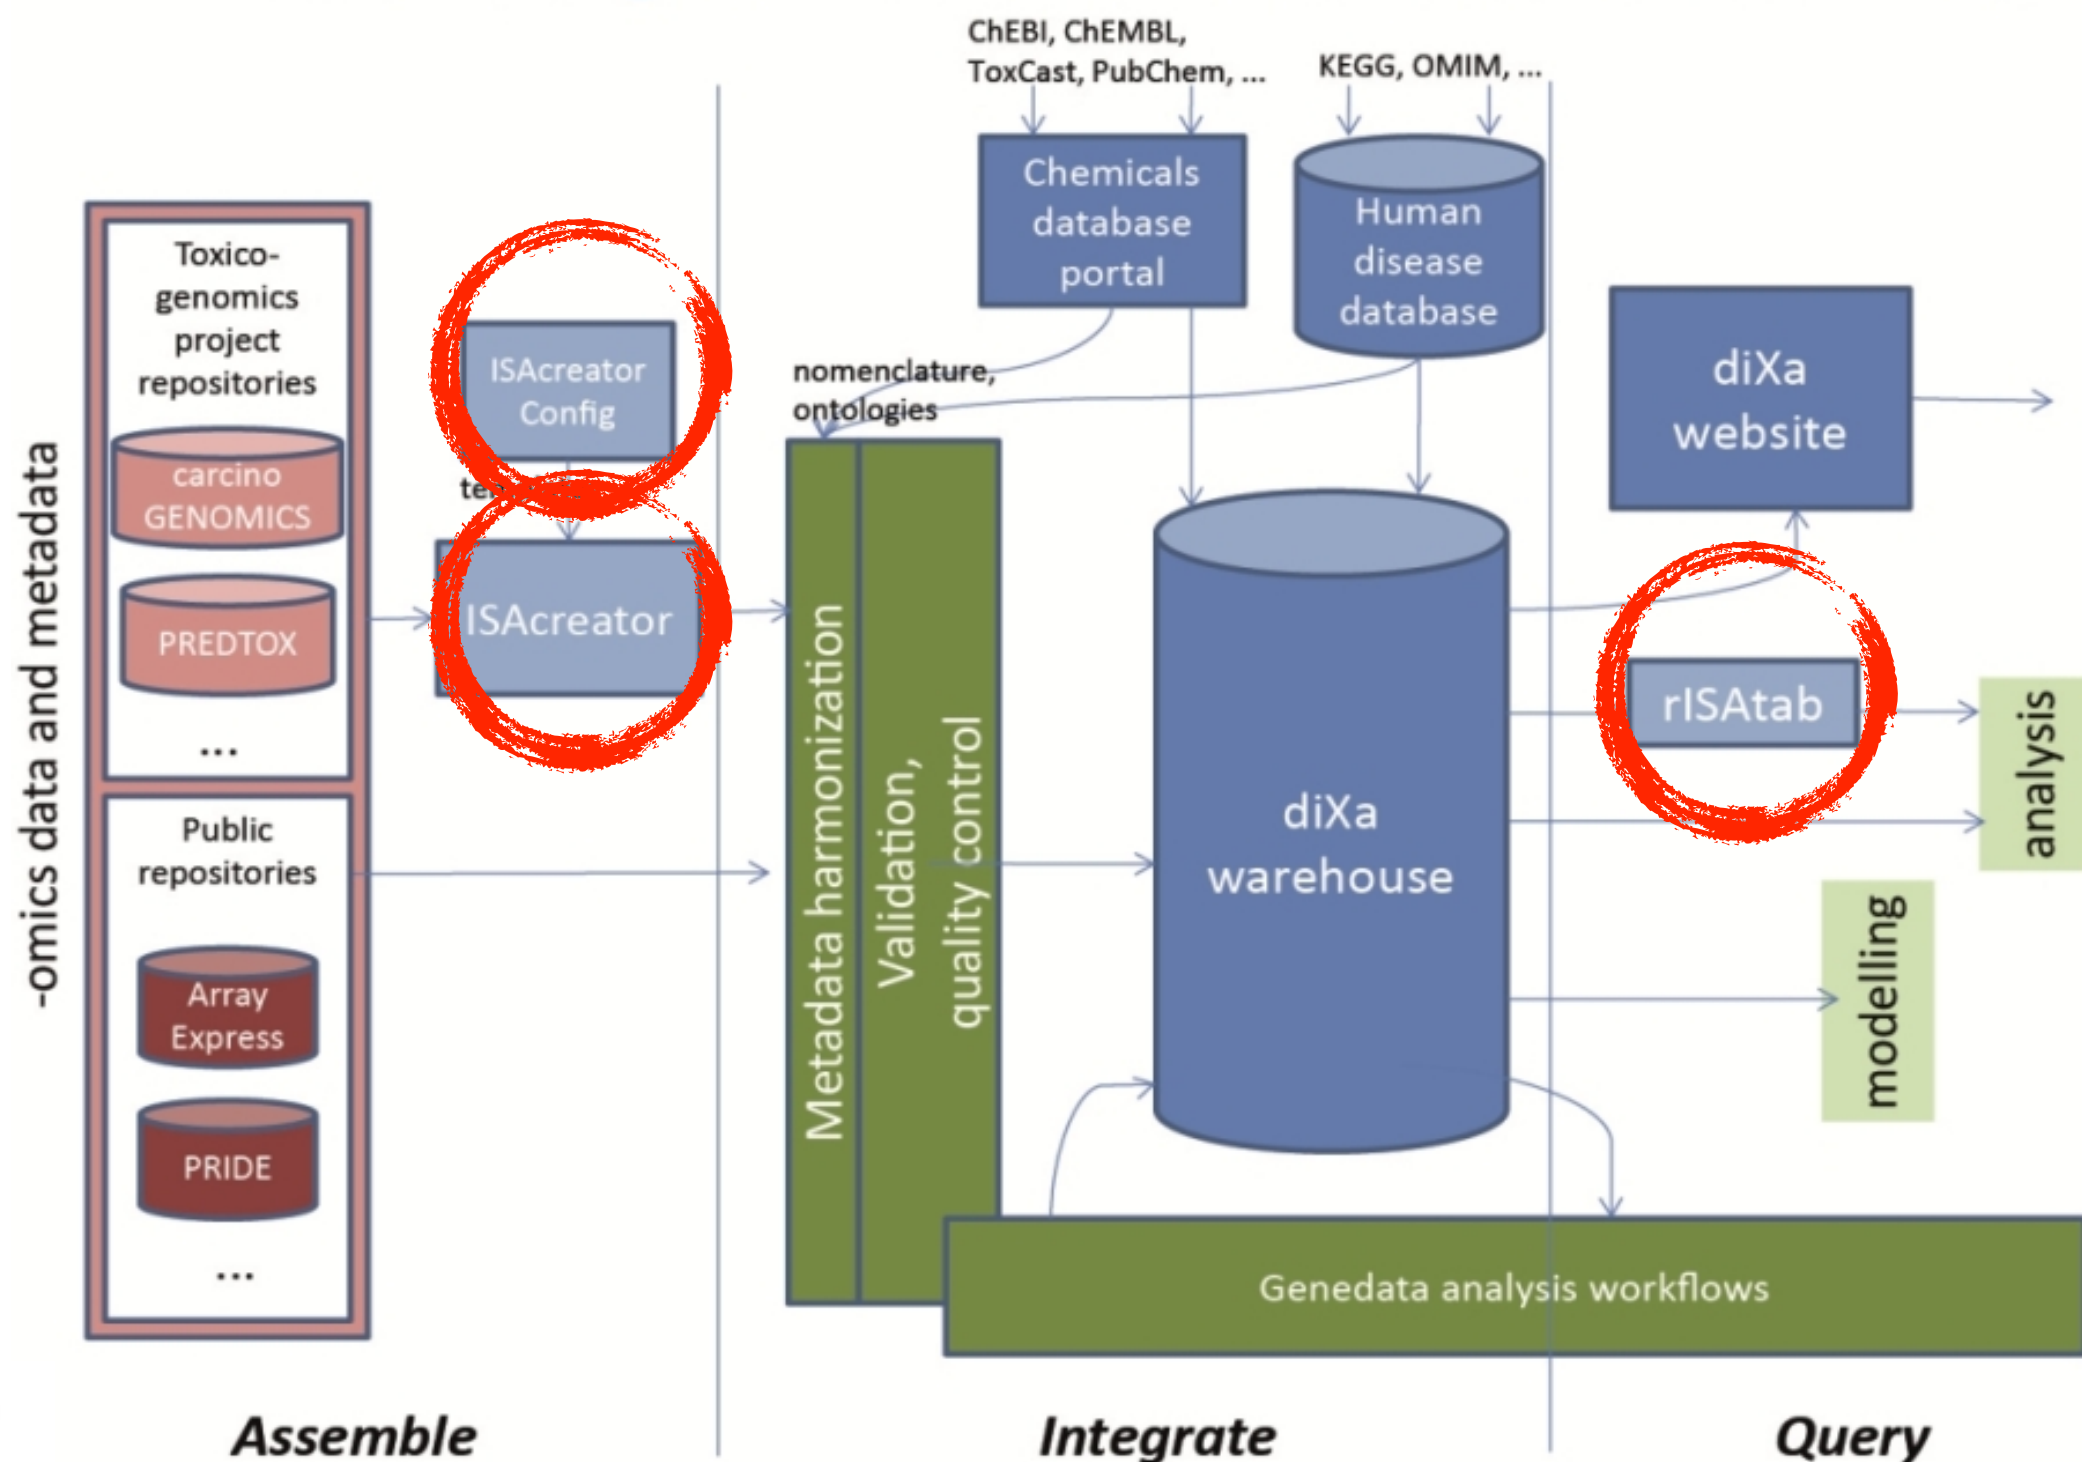 ChEBI, ChEMBL,
ToxCast, PubChem, ...
KEGG, OMIM, ...
-omics data and metadata
Toxico-
genomics
project
repositories
carcino
GENOMICS
PREDTOX
...
Public
repositories
Array
Express
PRIDE
...
ISAcreator
Config
ISAcreator
nomenclature,
ontologies
Chemicals
database
portal
Human
disease
database
Metadata harmonization
Validation,
quality control
diXa
warehouse
diXa
website
rISAtab
analysis
modelling
Genedata analysis workflows
Assemble
Integrate
Query